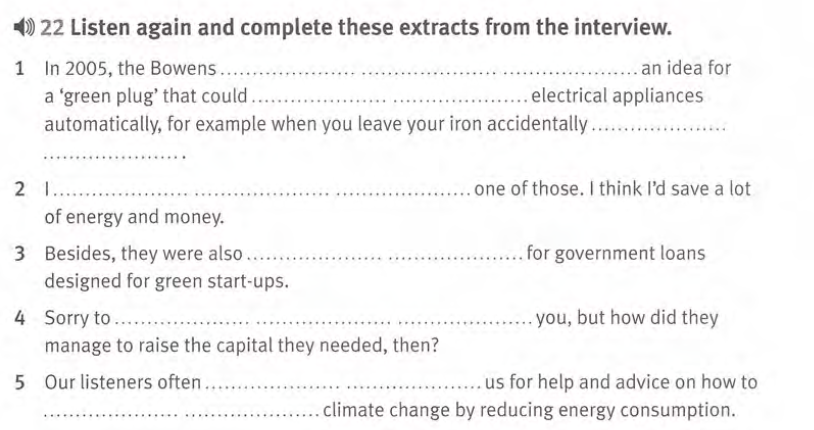 22 Listen again and complete these extracts from the interview.
1 In 2005, the Bowens ..................... ..................... ..................... an idea for
a ‘green plug’ that could ..................... ..................... electrical appliances
automatically, for example when you leave your iron accidentally .....................
..................... .
2 I ..................... ..................... ..................... one of those. I think I’d save a lot
of energy and money.
3 Besides, they were also ..................... ..................... for government loans
designed for green start-ups.
4 Sorry to ..................... ..................... ..................... you, but how did they
manage to raise the capital they needed, then?
5 Our listeners often ..................... ..................... us for help and advice on how to
..................... ..................... climate change by reducing energy consumption.